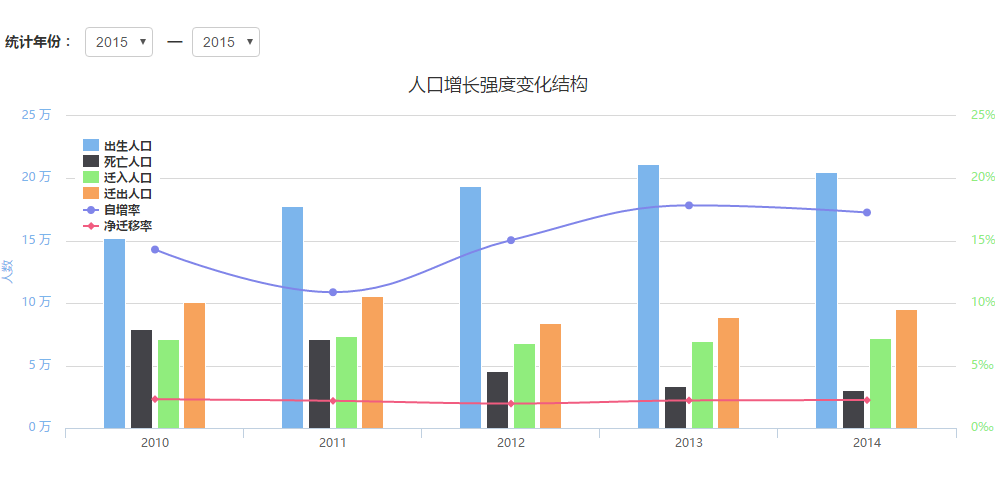 统计年份： 2015 — 2015
人口增长强度变化结构
25 万
20 万
15 万
10 万
5 万
0 万
人数
出生人口
死亡人口
迁入人口
迁出人口
自增率
净迁移率
25‰
20‰
15‰
10‰
5‰
0‰
2010 2011 2012 2013 2014